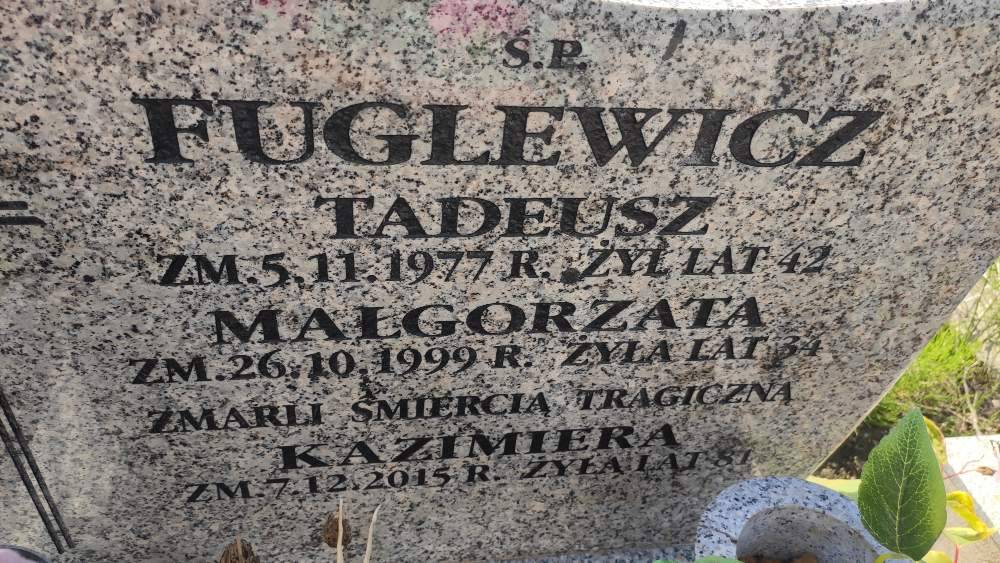 Ś.P.
FUGLEWICZ
TADEUSZ
ZM.5.11.1977 R. ŻYŁ LAT 42
MAŁGORZATA
ZM.26.10.1999 R. ŻYŁA LAT 34
ZMARLI ŚMIERCIĄ TRAGICZNĄ
KAZIMIERA
ZM.7.12.2015 R. ŻYŁA LAT 81